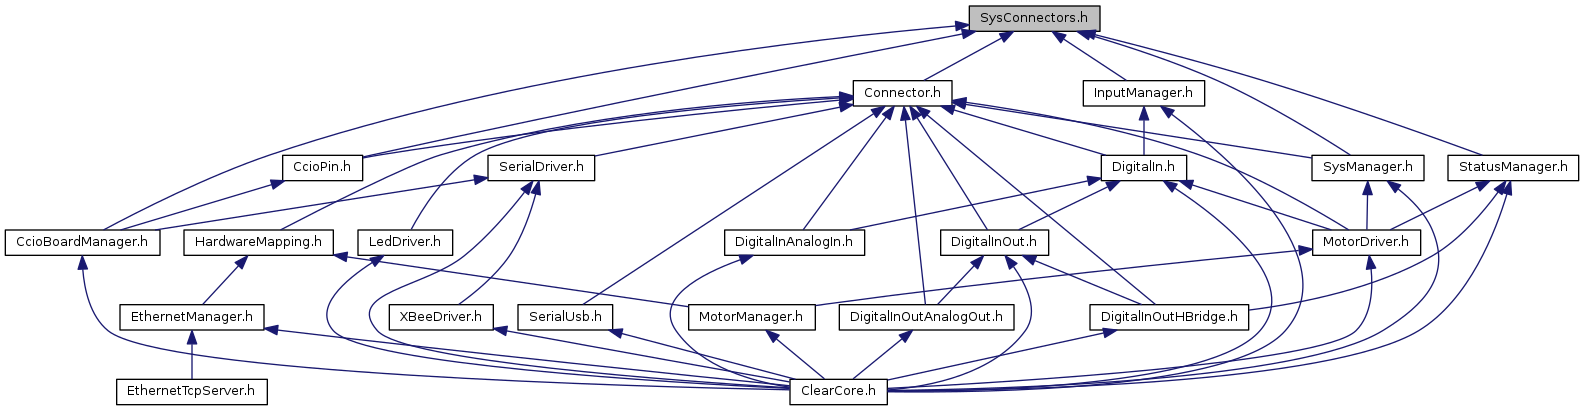 SysConnectors.h
Connector.h
InputManager.h
CcioPin.h
SerialDriver.h
DigitalIn.h
SysManager.h
StatusManager.h
CcioBoardManager.h
HardwareMapping.h
LedDriver.h
DigitalInAnalogIn.h
DigitalInOut.h
MotorDriver.h
EthernetManager.h
XBeeDriver.h
SerialUsb.h
MotorManager.h
DigitalInOutAnalogOut.h
DigitalInOutHBridge.h
EthernetTcpServer.h
ClearCore.h